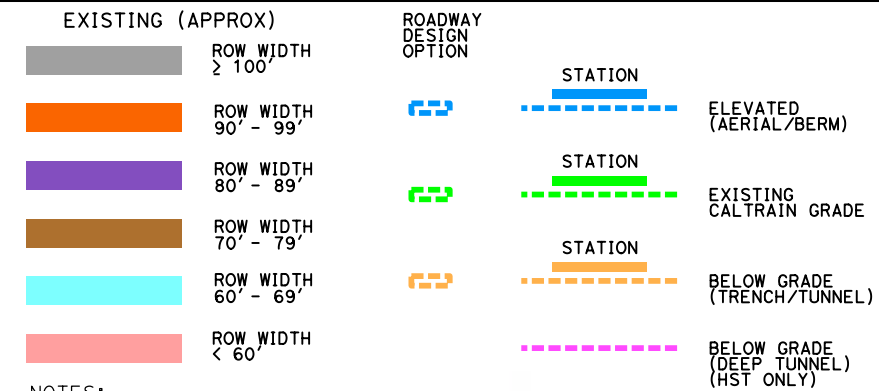 EXISTING (APPROX)
ROW WIDTH
≥ 100'
ROW WIDTH
90' - 99'
ROW WIDTH
80' - 89'
ROW WIDTH
70' - 79'
ROW WIDTH
60' - 69'
ROW WIDTH
< 60'
NOTES:
ROADWAY
DESIGN
OPTION
STATION
ELEVATED
(AERIAL/BERM)
STATION
EXISTING
CALTRAIN GRADE
STATION
BELOW GRADE
(TRENCH/TUNNEL)
BELOW GRADE
(DEEP TUNNEL)
(HST ONLY)